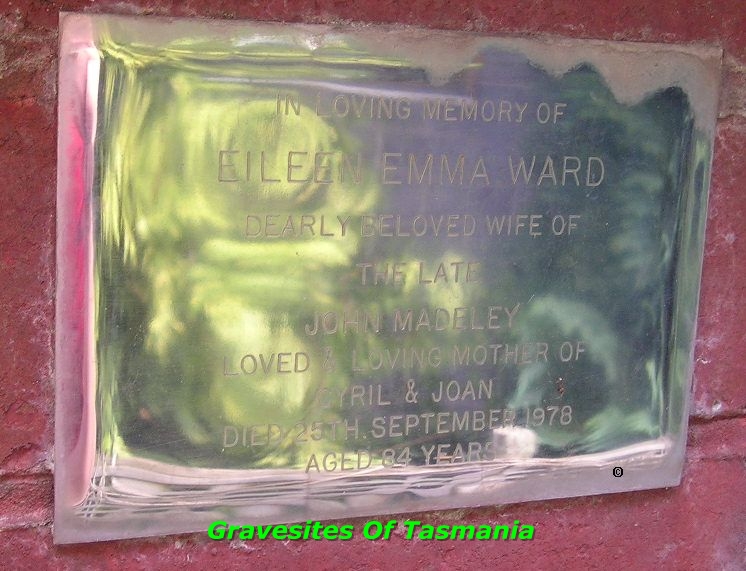 IN LOVING MEMORY OF
EILEEN EMMA WARD
DEARLY BELOVED WIFE OF
THE LATE
JOHN MADELEY
LOVED & LOVING MOTHER OF
CYRIL & JOAN
DIED 25TH. SEPTEMBER 1978
AGED 84 YEARS
©
Gravesites Of Tasmania